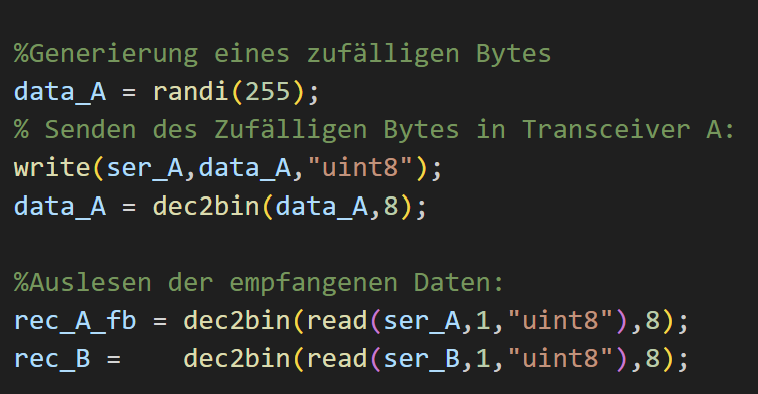 %Generierung eines zufälligen Bytes
data_A = randi(255);
% Senden des Zufälligen Bytes in Transceiver A:
write(ser_A,data_A,"uint8");
data_A = dec2bin(data_A,8);
%Auslesen der empfangenen Daten:
rec_A_fb = dec2bin(read(ser_A,1,"uint8"),8);
rec_B =    dec2bin(read(ser_B,1,"uint8"),8);